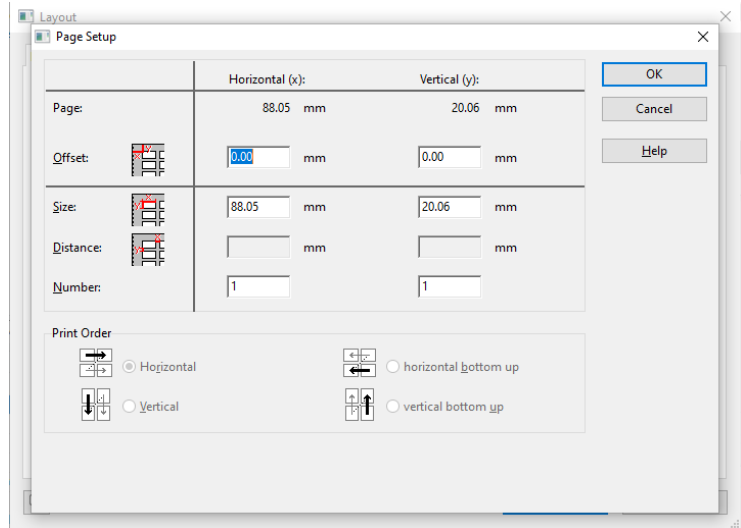 Layout
Page Setup
Horizontal (x): Vertical (y):
OK
Page: 88.05 mm 20.06 mm
Cancel
Offset: 0.00 mm 0.00 mm
Help
Size: 88.05 mm 20.06 mm
Distance: mm mm
Number: 1 1
Print Order
Horizontal horizontal bottom up
Vertical vertical bottom up